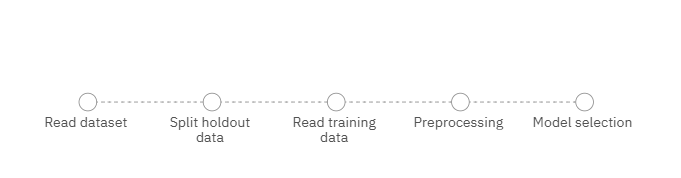 Read dataset
Split holdout
data
Read training
data
Preprocessing
Model selection